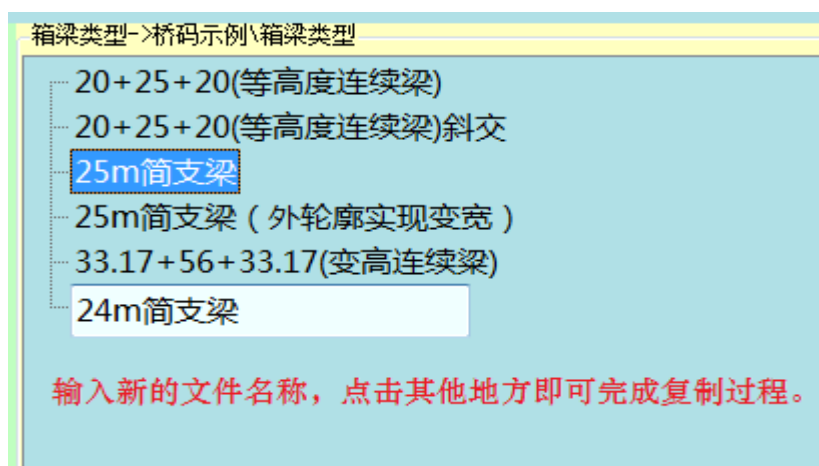 箱梁类型->桥码示例\箱梁类型
20+25+20(等高度连续梁)
20+25+20(等高度连续梁)斜交
25m简支梁
25m简支梁（外轮廓实现变宽）
33.17+56+33.17(变高连续梁)
24m简支梁
输入新的文件名称，点击其他地方即可完成复制过程。